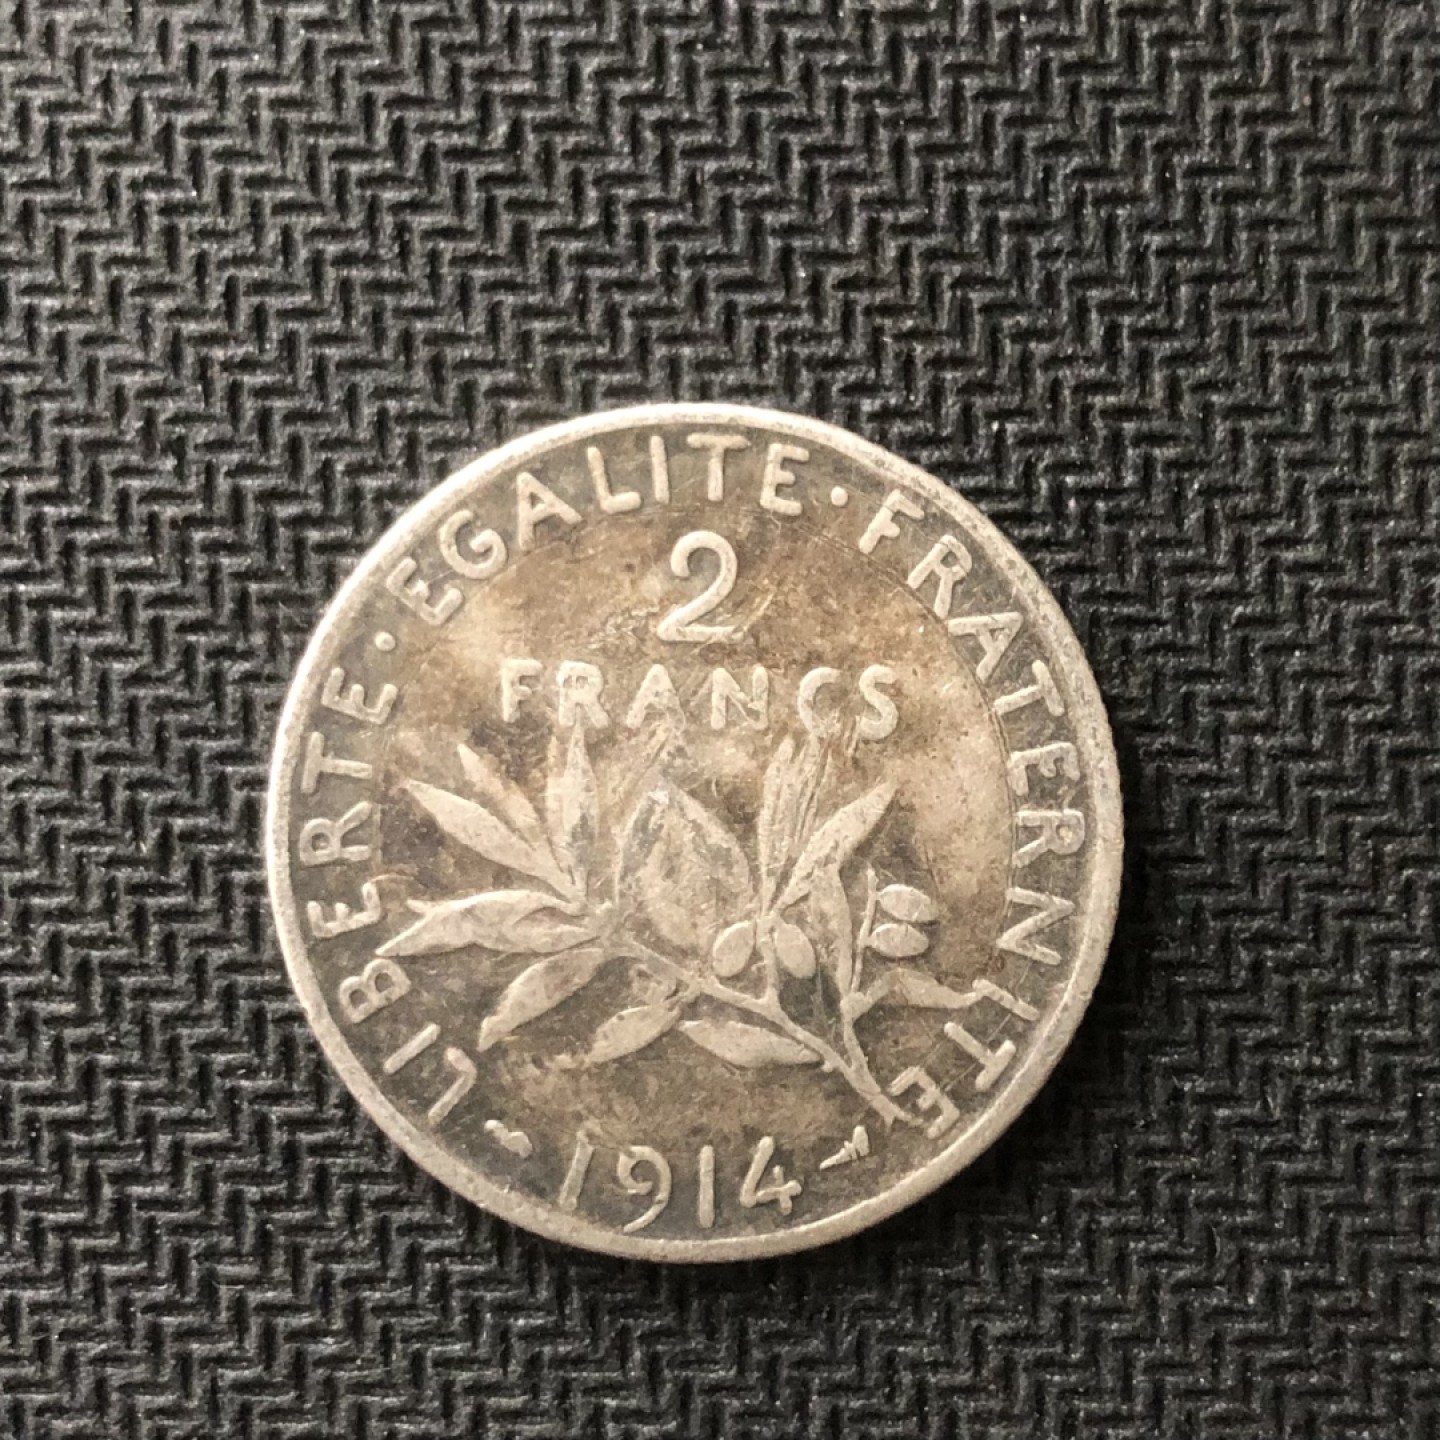 LIBERTE · EGALITE · FRATERNITE
2
FRANCS
1914